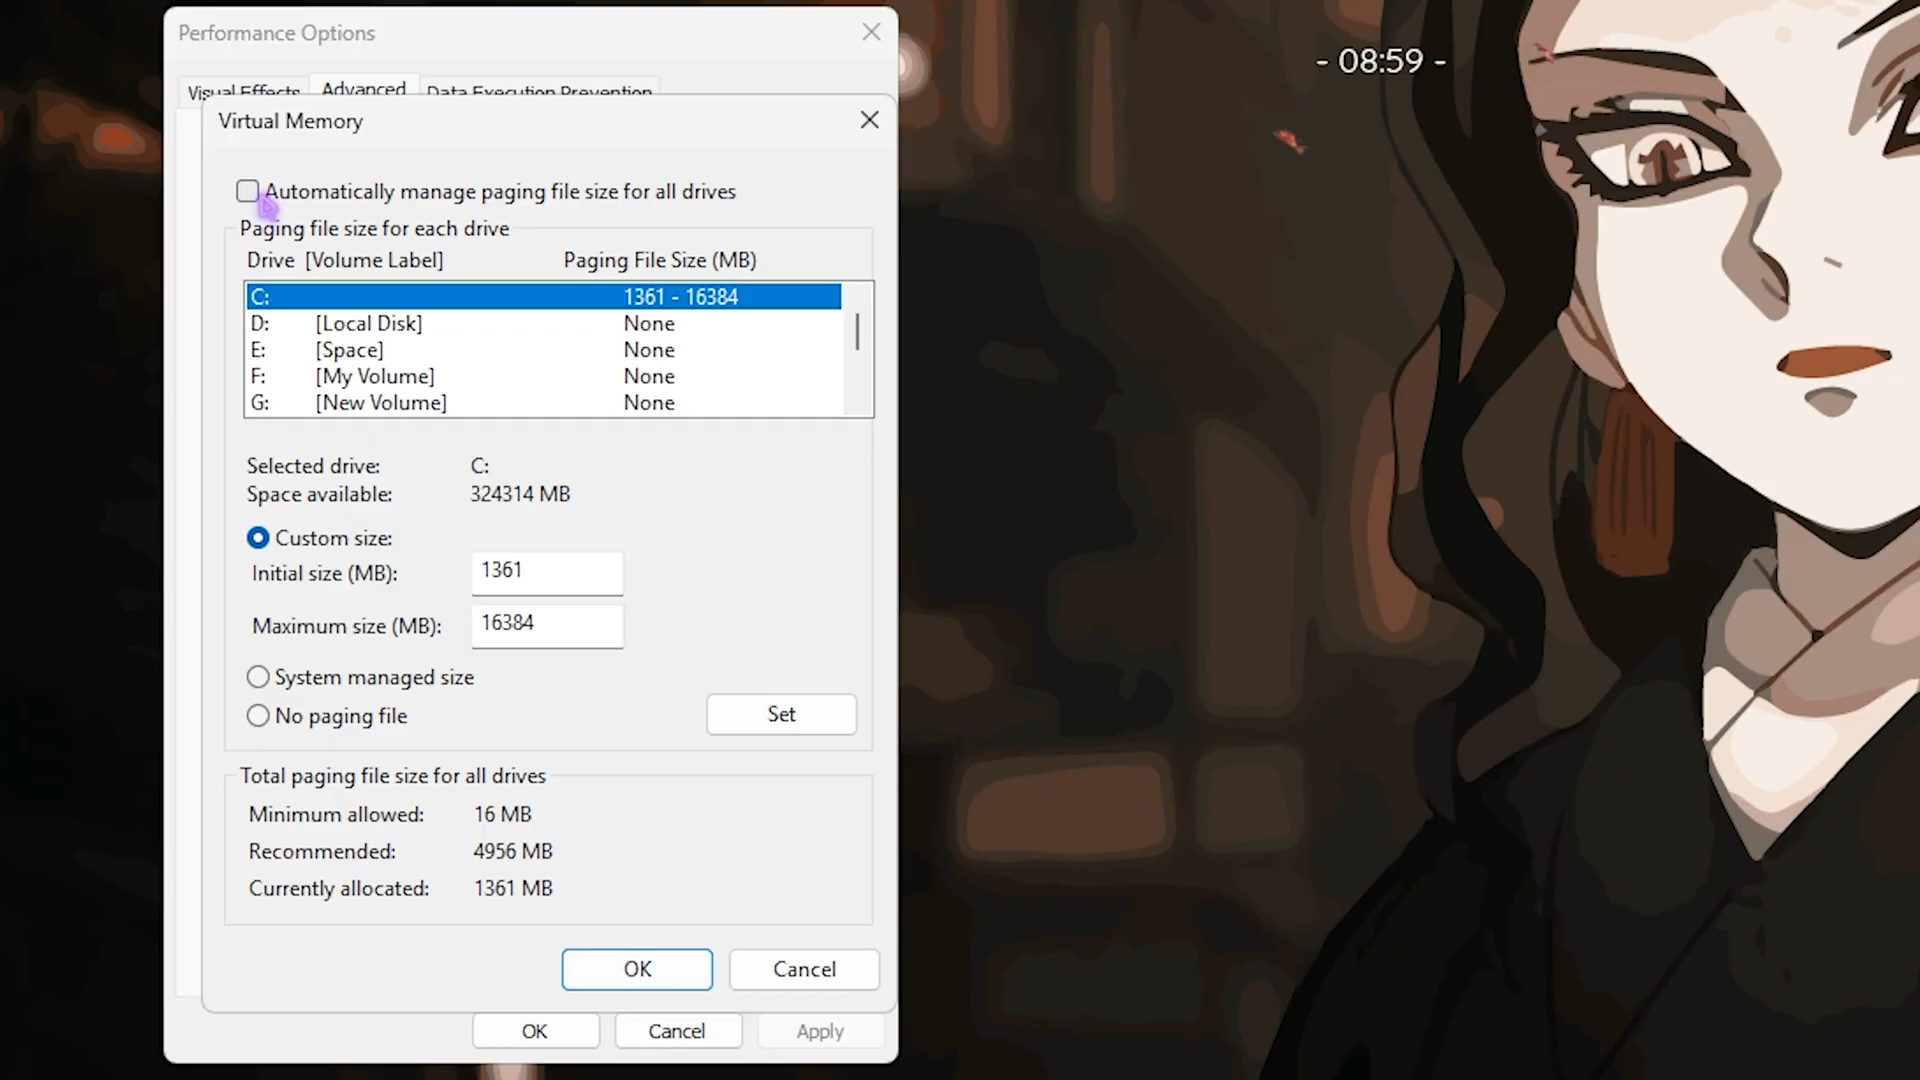 Performance Options
Visual Effects Advanced Data Execution Prevention
Virtual Memory
- 08:59 -
Automatically manage paging file size for all drives
Paging file size for each drive
Drive [Volume Label] Paging File Size (MB)
C: 1361 - 16384
D: [Local Disk] None
E: [Space] None
F: [My Volume] None
G: [New Volume] None
Selected drive: C:
Space available: 324314 MB
Custom size:
Initial size (MB): 1361
Maximum size (MB): 16384
System managed size
No paging file
Set
Total paging file size for all drives
Minimum allowed: 16 MB
Recommended: 4956 MB
Currently allocated: 1361 MB
OK Cancel
OK Cancel Apply